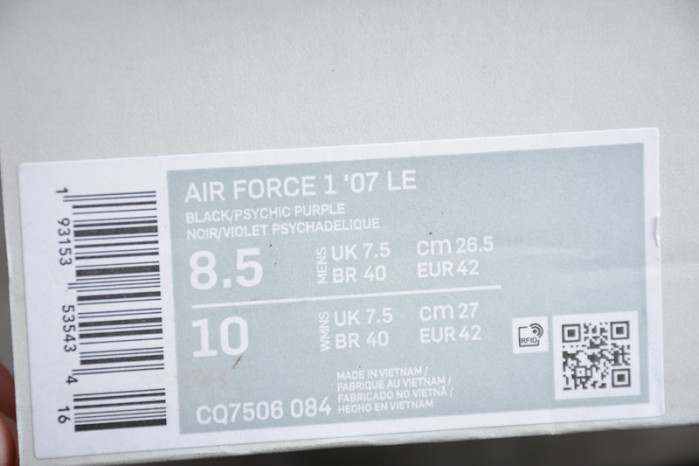 AIR FORCE 1 '07 LE
BLACK/PSYCHIC PURPLE
NOIR/VIOLET PSYCHADELIQUE
8.5 MENS UK 7.5 cm 26.5
BR 40 EUR 42
10 WMNS UK 7.5 cm 27
BR 40 EUR 42
RFID
MADE IN VIETNAM /
FABRIQUE AU VIETNAM /
FABRICADO NO VIETNÃ /
HECHO EN VIETNAM
CQ7506 084
1 93153 53543 4 16